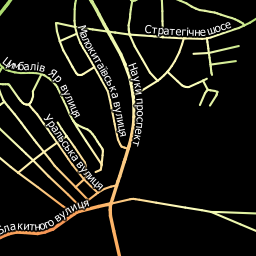 Стратегічне шосе
Малокитаївська вулиця
Науки проспект
Цимбалів Яр вулиця
Уральська вулиця
Блакитного вулиця